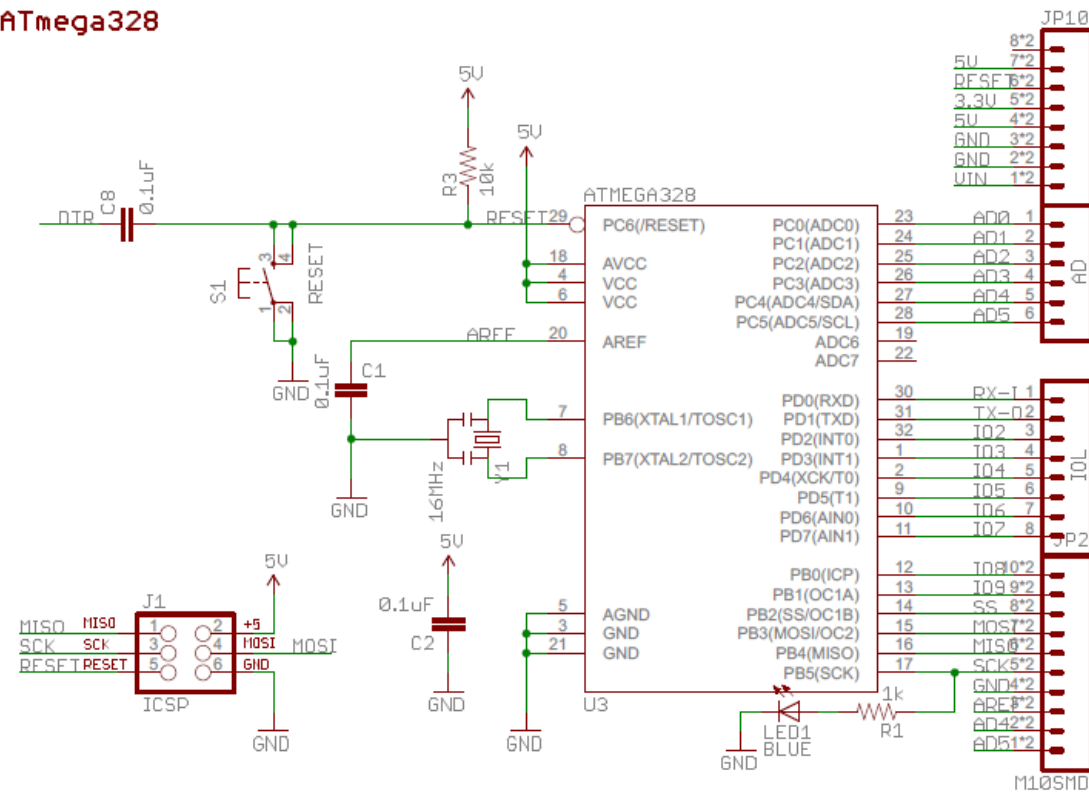 ATmega328
JP10
8*2
5V 7*2
RESET 6*2
3.3V 5*2
5V 4*2
GND 3*2
GND 2*2
VIN 1*2
5V
R3
10k
5V
DTR
C8
0.1uF
S1
3
4
1
2
RESET
GND
ATMEGA328
RESET 29 PC6(/RESET)
18 AVCC
4 VCC
6 VCC
AREF 20 AREF
7 PB6(XTAL1/TOSC1)
8 PB7(XTAL2/TOSC2)
5 AGND
3 GND
21 GND
U3
PC0(ADC0) 23 AD0 1
PC1(ADC1) 24 AD1 2
PC2(ADC2) 25 AD2 3
PC3(ADC3) 26 AD3 4
PC4(ADC4/SDA) 27 AD4 5
PC5(ADC5/SCL) 28 AD5 6
ADC6 19
ADC7 22
AD
PD0(RXD) 30 RX-I 1
PD1(TXD) 31 TX-O 2
PD2(INT0) 32 IO2 3
PD3(INT1) 1 IO3 4
PD4(XCK/T0) 2 IO4 5
PD5(T1) 9 IO5 6
PD6(AIN0) 10 IO6 7
PD7(AIN1) 11 IO7 8
IOL
JP2
PB0(ICP) 12 IO8 10*2
PB1(OC1A) 13 IO9 9*2
PB2(SS/OC1B) 14 SS 8*2
PB3(MOSI/OC2) 15 MOSI 7*2
PB4(MISO) 16 MISO 6*2
PB5(SCK) 17 SCK 5*2
GND 4*2
AREF 3*2
AD4 2*2
AD5 1*2
M10SMD
0.1uF
C1
GND
16MHz
Y1
5V
0.1uF
C2
GND
GND
1k
R1
LED1
BLUE
GND
5V
J1
MISO MISO 1 2 +5
SCK SCK 3 4 MOSI MOSI
RESET RESET 5 6 GND
ICSP
GND